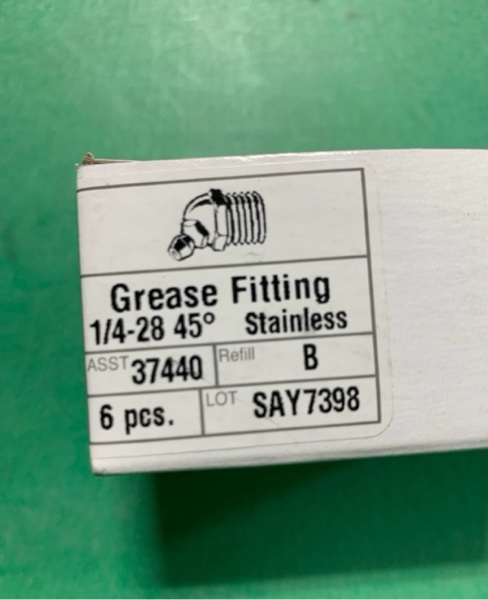 Grease Fitting
1/4-28 45° Stainless
ASST 37440 Refill B
6 pcs. LOT SAY7398